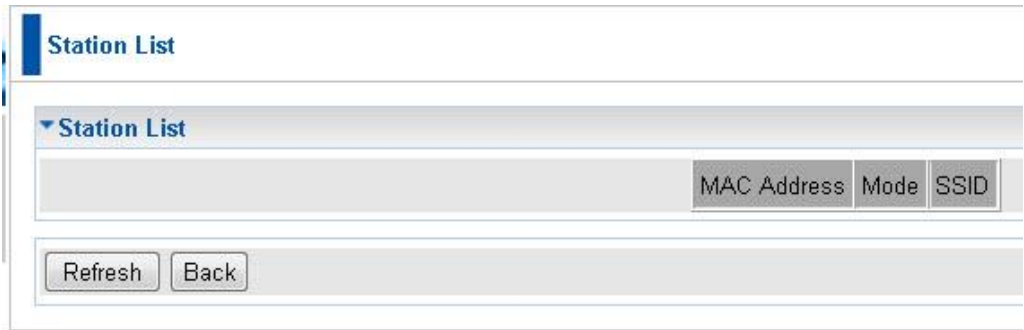 Station List
Station List
MAC Address Mode SSID
Refresh Back